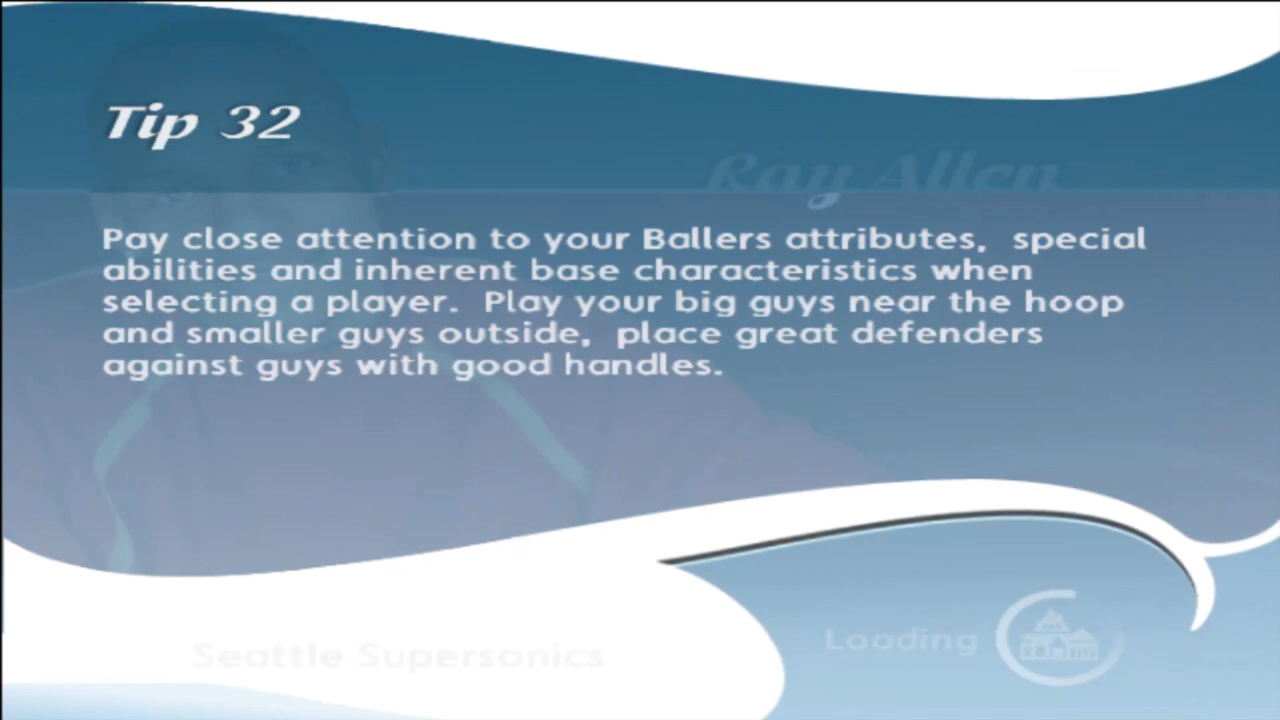 Tip 32
Ray Allen
Pay close attention to your Ballers attributes, special
abilities and inherent base characteristics when
selecting a player. Play your big guys near the hoop
and smaller guys outside, place great defenders
against guys with good handles.
Loading
Seattle Supersonics